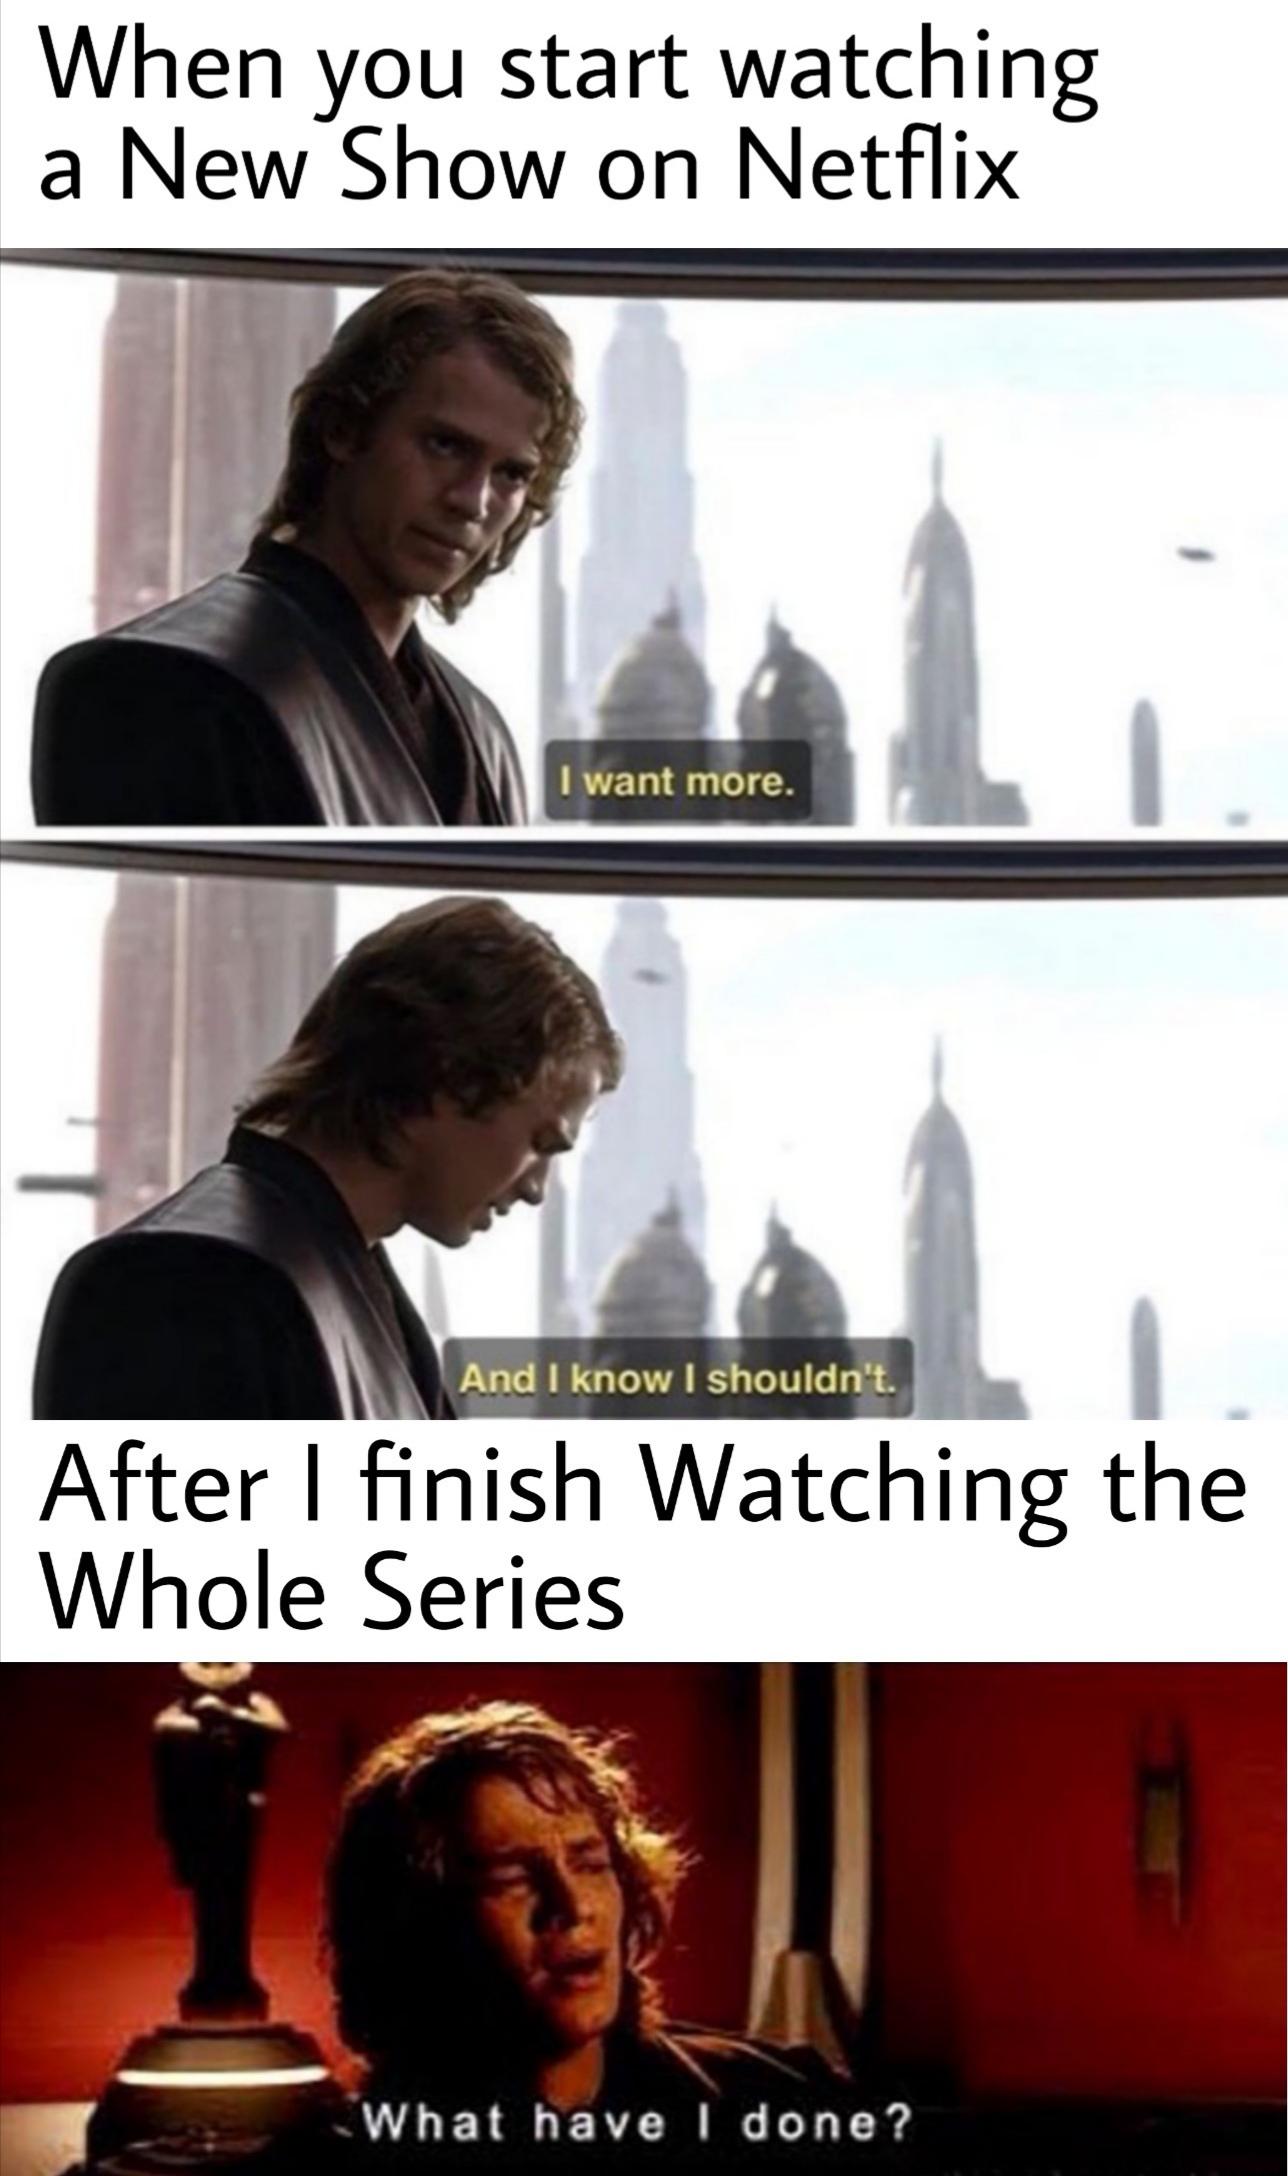 When you start watching
a New Show on Netflix
I want more.
And I know I shouldn't.
After I finish Watching the
Whole Series
What have I done?